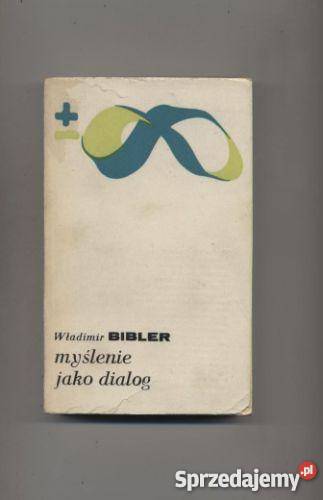 ±
Władimir BIBLER
myślenie
jako dialog
Sprzedajemy.pl